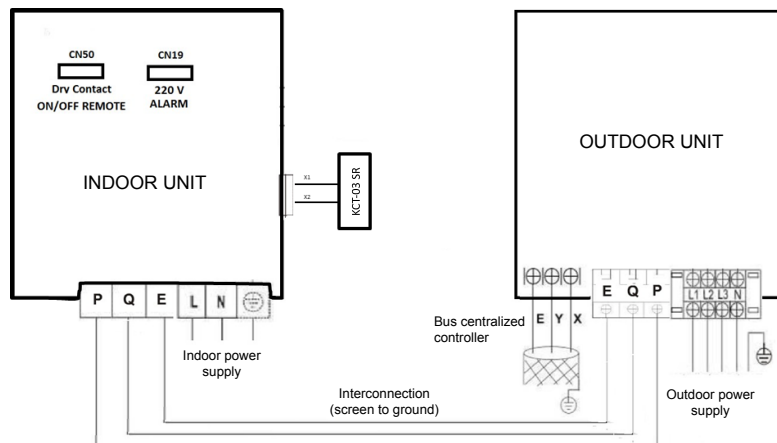 CN50
CN19
Dry Contact
220 V
ON/OFF REMOTE
ALARM
INDOOR UNIT
OUTDOOR UNIT
X1
X2
KCT-03 SR
P Q E L N
E Q P
L1 L2 L3 N
E Y X
Bus centralized
controller
Indoor power
supply
Interconnection
(screen to ground)
Outdoor power
supply